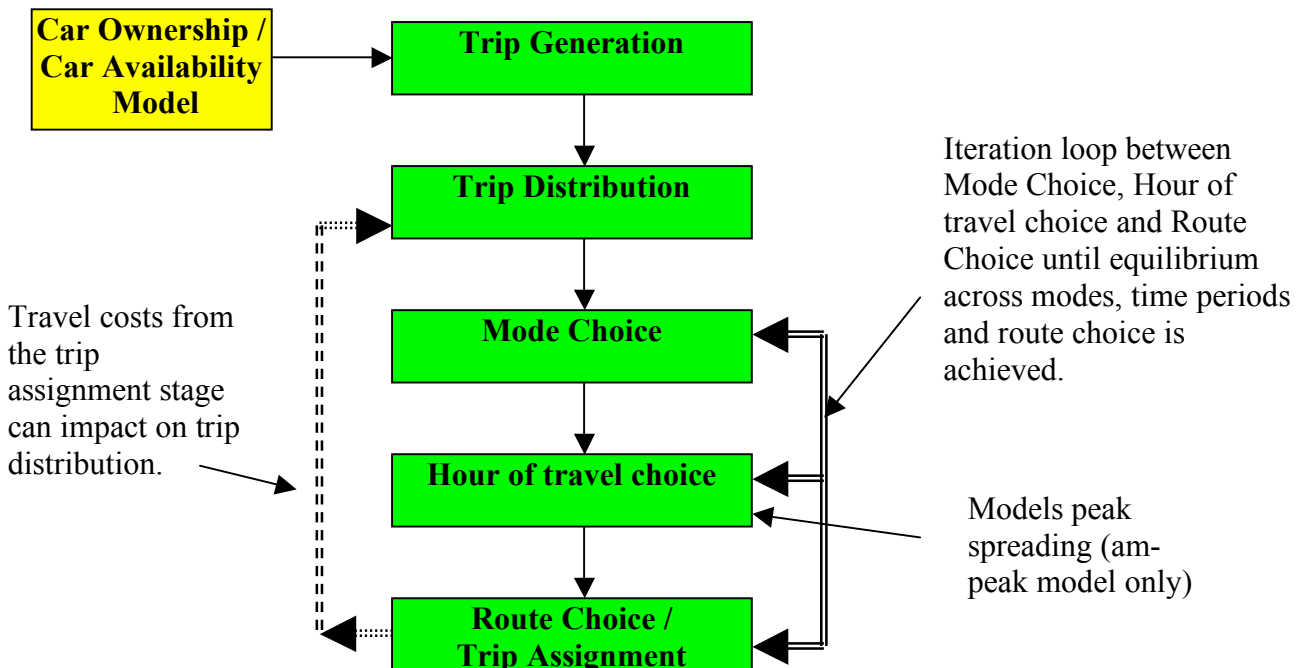 Car Ownership /
Car Availability
Model
Trip Generation
Trip Distribution
Iteration loop between
Mode Choice, Hour of
travel choice and Route
Choice until equilibrium
across modes, time periods
and route choice is
achieved.
Travel costs from
the trip
assignment stage
can impact on trip
distribution.
Mode Choice
Hour of travel choice
Models peak
spreading (am-
peak model only)
Route Choice /
Trip Assignment